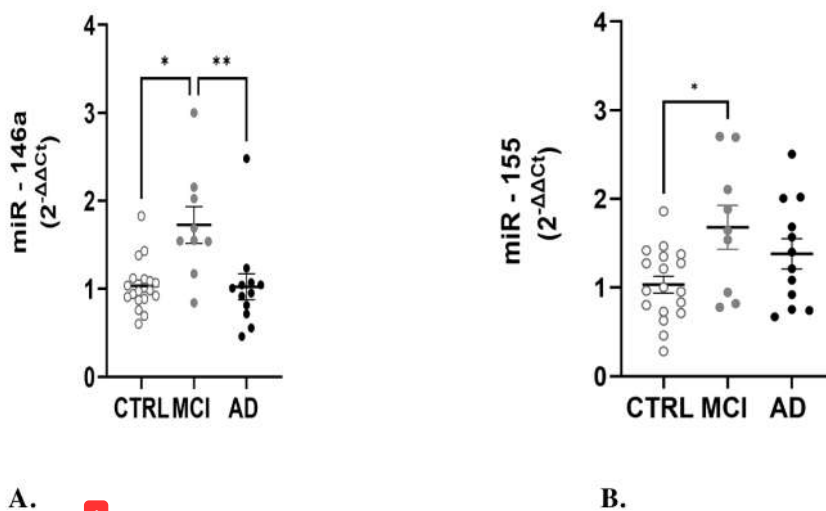 miR - 146a
(2^-ΔΔCt)
4
3
2
1
0
*
**
CTRL MCI AD
A.
miR - 155
(2^-ΔΔCt)
4
3
2
1
0
*
CTRL MCI AD
B.